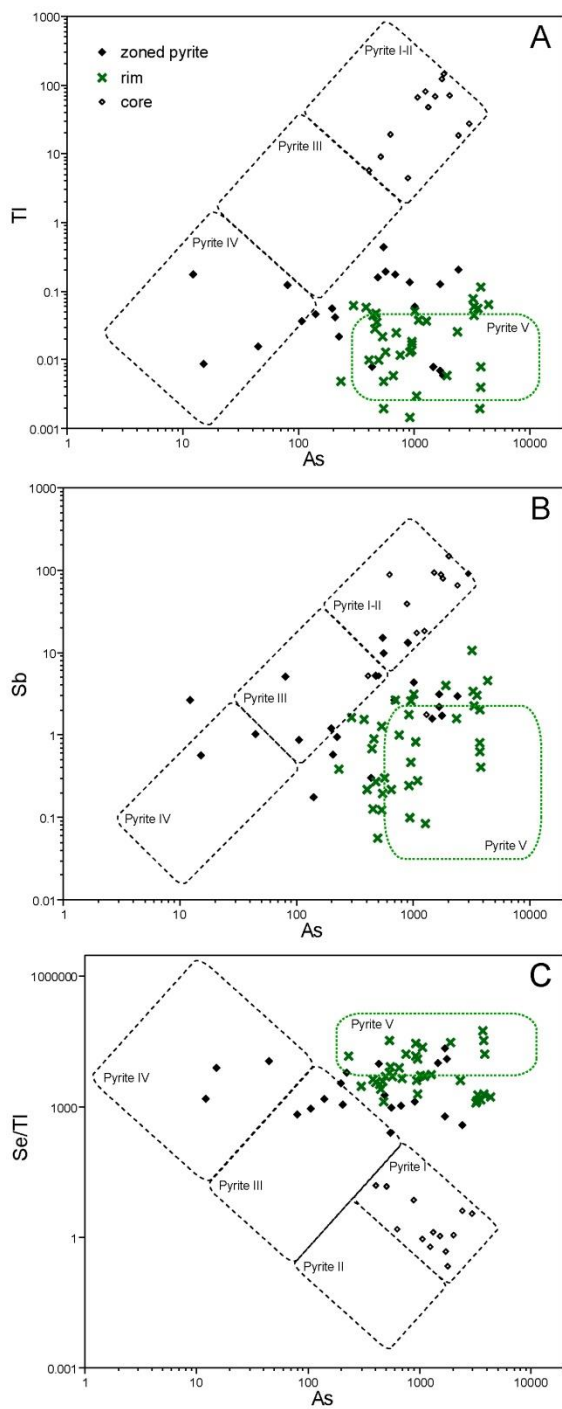 A
zoned pyrite
rim
core
Pyrite I-II
Pyrite III
Pyrite IV
Pyrite V
Tl
1000
100
10
1
0.1
0.01
0.001
1 10 100 1000 10000
As
B
Pyrite I-II
Pyrite III
Pyrite IV
Pyrite V
Sb
1000
100
10
1
0.1
0.01
1 10 100 1000 10000
As
C
Pyrite V
Pyrite IV
Pyrite III
Pyrite I
Pyrite II
Se/Tl
1000000
1000
1
0.001
1 10 100 1000 10000
As